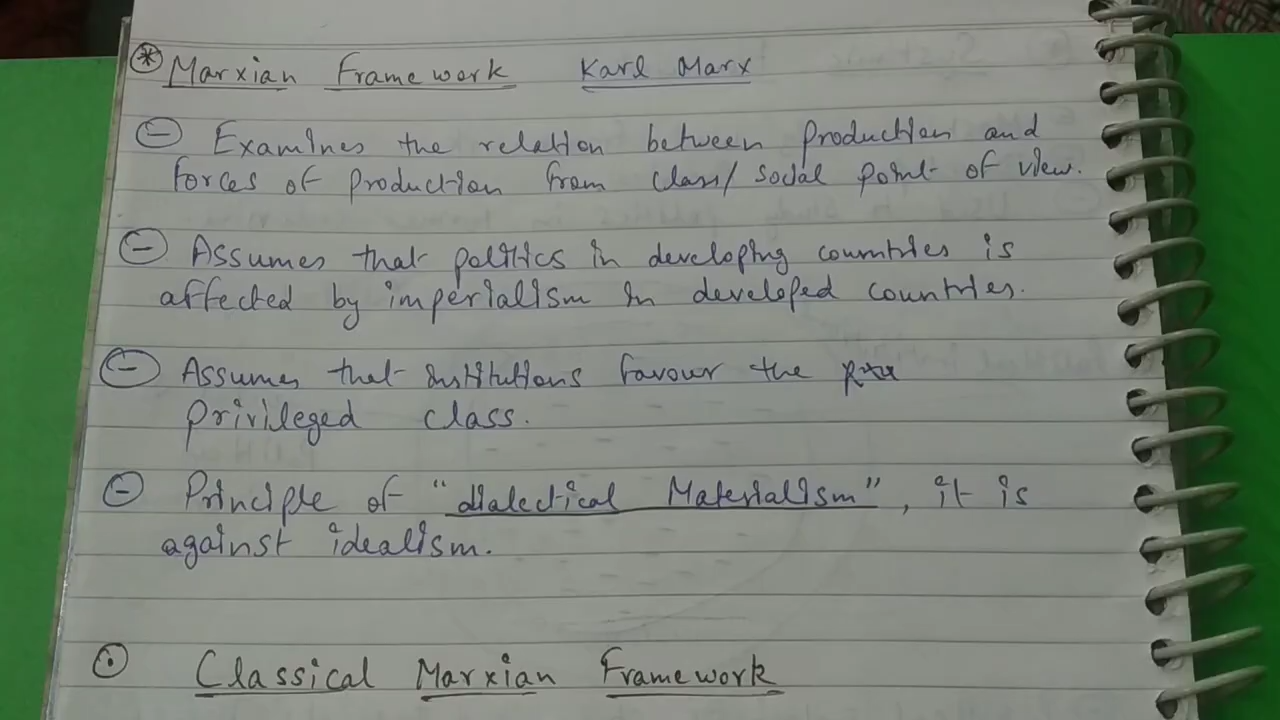 * Marxian Framework Karl Marx
- Examines the relation between production and
forces of production from class/ social point of view.
- Assumes that politics in developing countries is
affected by imperialism in developed countries.
- Assumes that institutions favour the
privileged class.
- Principle of "dialectical Materialism", it is
against idealism.
• Classical Marxian Framework